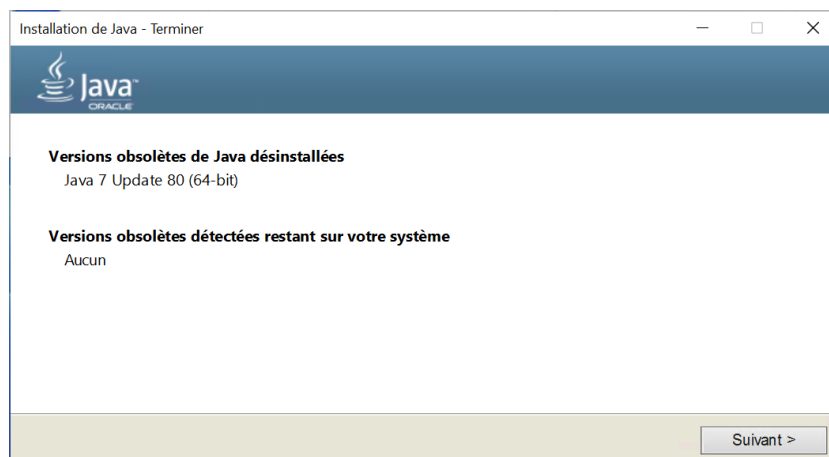 Installation de Java - Terminer
Java™
ORACLE
Versions obsolètes de Java désinstallées
Java 7 Update 80 (64-bit)
Versions obsolètes détectées restant sur votre système
Aucun
Suivant >